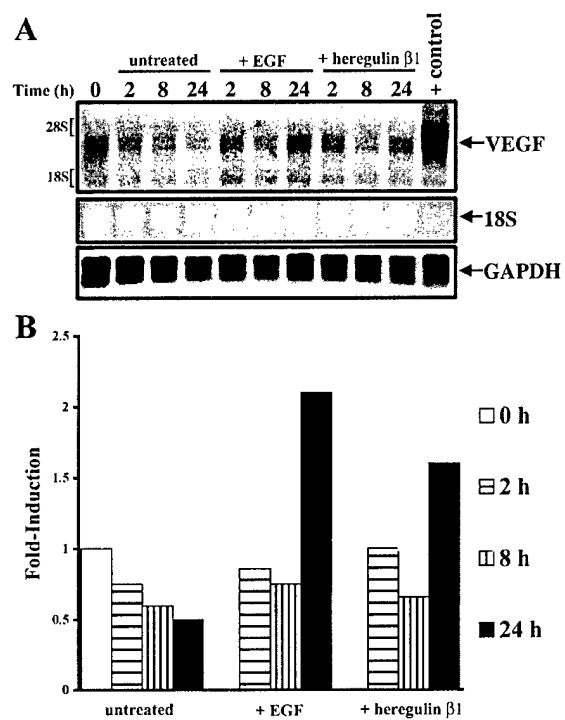 A
untreated + EGF + heregulin β1 + control
Time (h) 0 2 8 24 2 8 24 2 8 24
28S
VEGF
18S
18S
GAPDH
B
2.5
2
1.5
1
0.5
0
Fold-Induction
untreated + EGF + heregulin β1
0 h
2 h
8 h
24 h